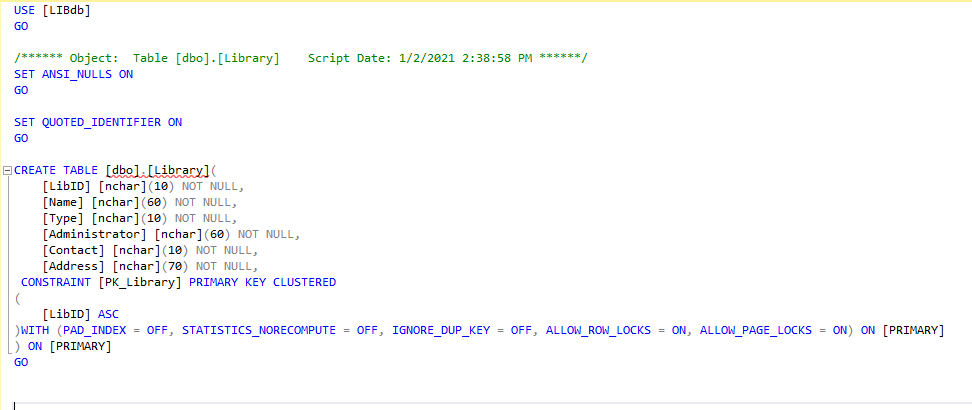 USE [LIBdb]
GO
/****** Object:  Table [dbo].[Library]    Script Date: 1/2/2021 2:38:58 PM ******/
SET ANSI_NULLS ON
GO
SET QUOTED_IDENTIFIER ON
GO
CREATE TABLE [dbo].[Library](
    [LibID] [nchar](10) NOT NULL,
    [Name] [nchar](60) NOT NULL,
    [Type] [nchar](10) NOT NULL,
    [Administrator] [nchar](60) NOT NULL,
    [Contact] [nchar](10) NOT NULL,
    [Address] [nchar](70) NOT NULL,
 CONSTRAINT [PK_Library] PRIMARY KEY CLUSTERED
(
    [LibID] ASC
)WITH (PAD_INDEX = OFF, STATISTICS_NORECOMPUTE = OFF, IGNORE_DUP_KEY = OFF, ALLOW_ROW_LOCKS = ON, ALLOW_PAGE_LOCKS = ON) ON [PRIMARY]
) ON [PRIMARY]
GO